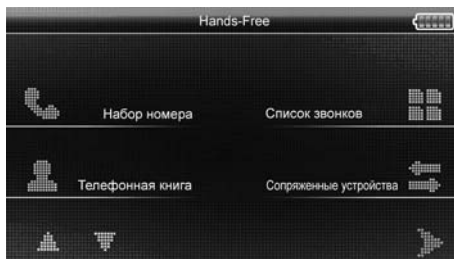 Hands-Free
Набор номера
Список звонков
Телефонная книга
Сопряженные устройства